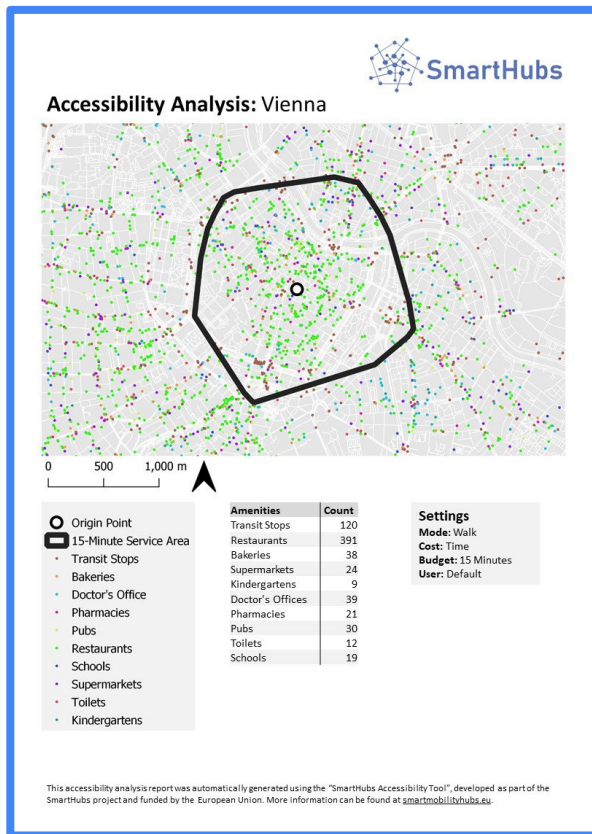 SmartHubs
Accessibility Analysis: Vienna
0 500 1,000 m
Origin Point
15-Minute Service Area
Transit Stops
Bakeries
Doctor's Office
Pharmacies
Pubs
Restaurants
Schools
Supermarkets
Toilets
Kindergartens
Amenities Count
Transit Stops 120
Restaurants 391
Bakeries 38
Supermarkets 24
Kindergartens 9
Doctor's Offices 39
Pharmacies 21
Pubs 30
Toilets 12
Schools 19
Settings
Mode: Walk
Cost: Time
Budget: 15 Minutes
User: Default
This accessibility analysis report was automatically generated using the “SmartHubs Accessibility Tool”, developed as part of the
SmartHubs project and funded by the European Union. More information can be found at smartmobilityhubs.eu.